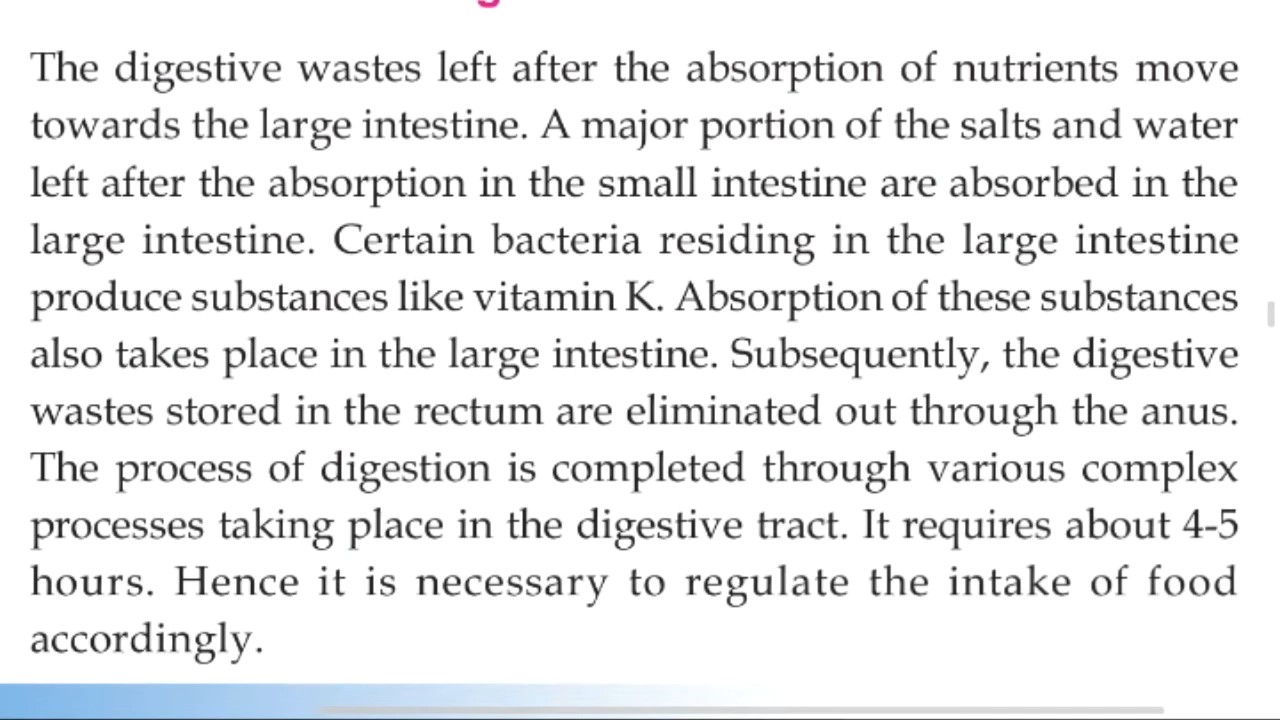 The digestive wastes left after the absorption of nutrients move
towards the large intestine. A major portion of the salts and water
left after the absorption in the small intestine are absorbed in the
large intestine. Certain bacteria residing in the large intestine
produce substances like vitamin K. Absorption of these substances
also takes place in the large intestine. Subsequently, the digestive
wastes stored in the rectum are eliminated out through the anus.
The process of digestion is completed through various complex
processes taking place in the digestive tract. It requires about 4-5
hours. Hence it is necessary to regulate the intake of food
accordingly.